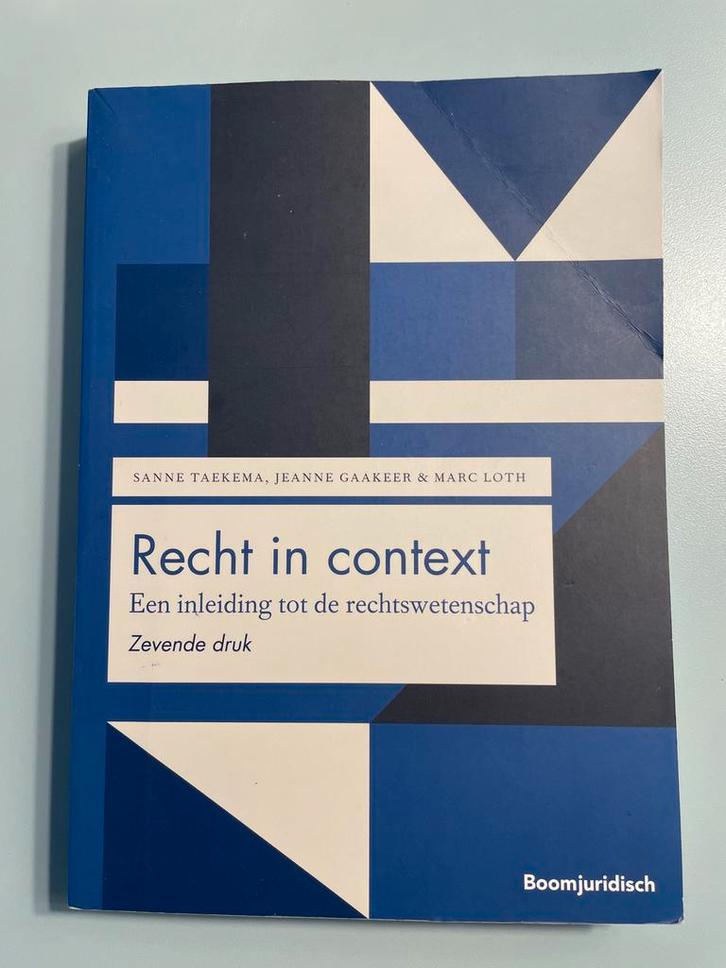 SANNE TAEKEMA, JEANNE GAAKEER & MARC LOTH
Recht in context
Een inleiding tot de rechtswetenschap
Zevende druk
Boomjuridisch